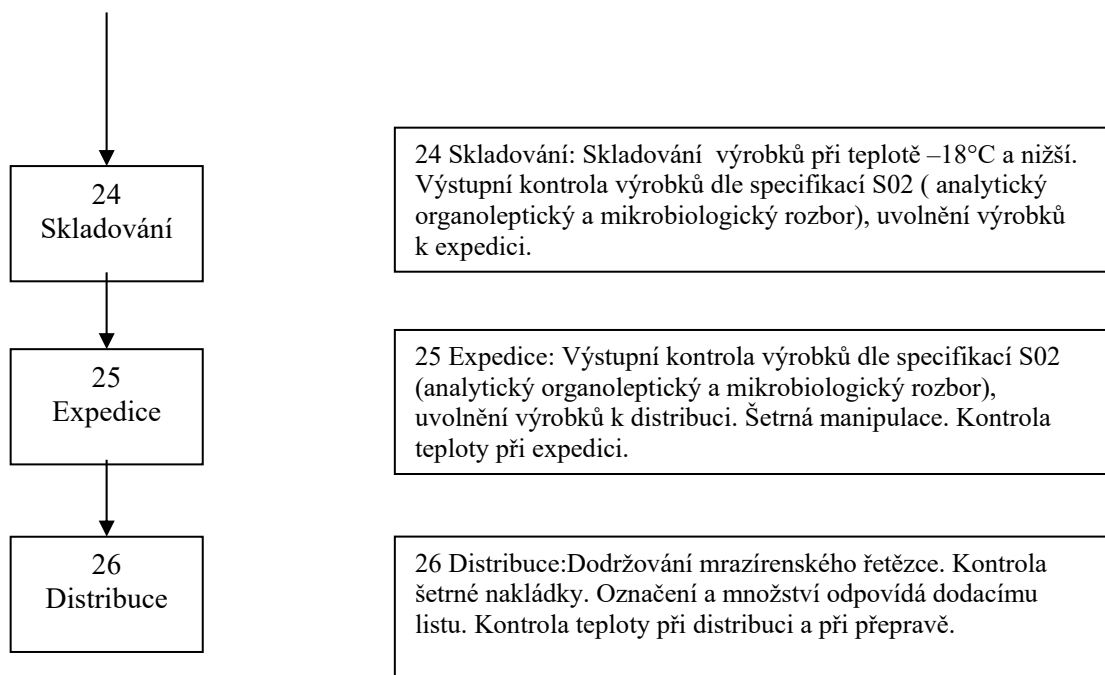 24
Skladování
24 Skladování: Skladování  výrobků při teplotě –18°C a nižší.
Výstupní kontrola výrobků dle specifikací S02 ( analytický
organoleptický a mikrobiologický rozbor), uvolnění výrobků
k expedici.
25
Expedice
25 Expedice: Výstupní kontrola výrobků dle specifikací S02
(analytický organoleptický a mikrobiologický rozbor),
uvolnění výrobků k distribuci. Šetrná manipulace. Kontrola
teploty při expedici.
26
Distribuce
26 Distribuce:Dodržování mrazírenského řetězce. Kontrola
šetrné nakládky. Označení a množství odpovídá dodacímu
listu. Kontrola teploty při distribuci a při přepravě.